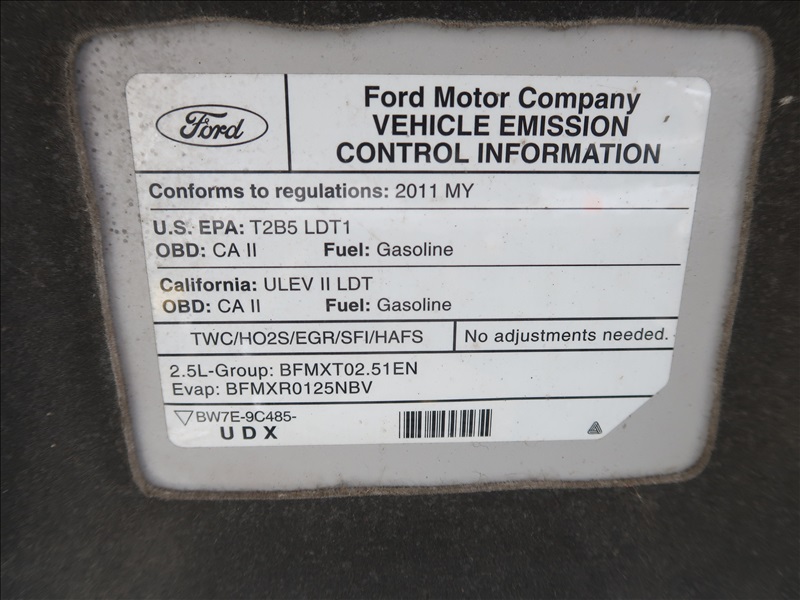 Ford
Ford Motor Company
VEHICLE EMISSION
CONTROL INFORMATION
Conforms to regulations: 2011 MY
U.S. EPA: T2B5 LDT1
OBD: CA II Fuel: Gasoline
California: ULEV II LDT
OBD: CA II Fuel: Gasoline
TWC/HO2S/EGR/SFI/HAFS No adjustments needed.
2.5L-Group: BFMXT02.51EN
Evap: BFMXR0125NBV
BW7E-9C485-
UDX